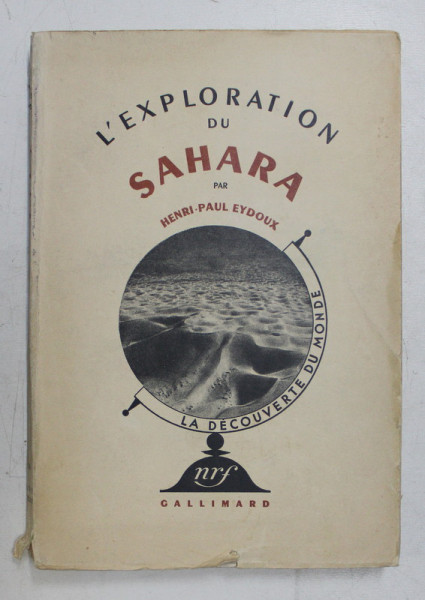 L'EXPLORATION
DU
SAHARA
PAR
HENRI-PAUL EYDOUX
LA DÉCOUVERTE DU MONDE
nrf
GALLIMARD